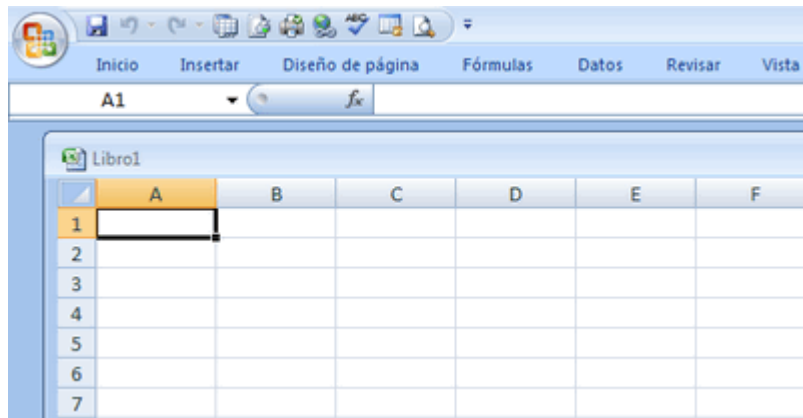 ABC
Inicio Insertar Diseño de página Fórmulas Datos Revisar Vista
A1 fx
Libro1
A B C D E F
1
2
3
4
5
6
7